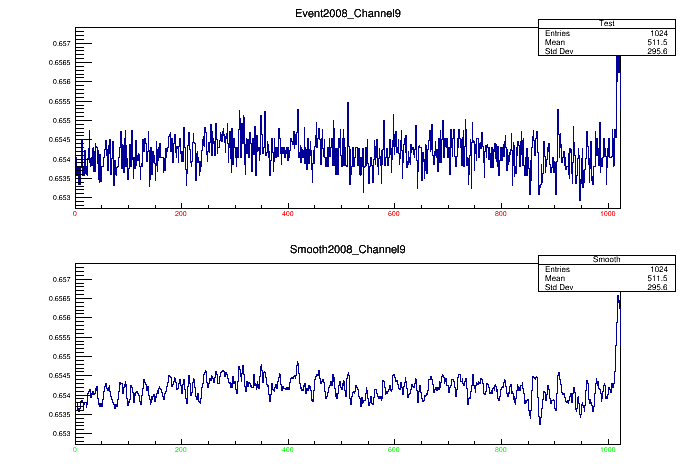 Event2008_Channel9
Test
Entries 1024
Mean 511.5
Std Dev 295.6
0.657
0.6565
0.656
0.6555
0.655
0.6545
0.654
0.6535
0.653
0 200 400 600 800 1000
Smooth2008_Channel9
Smooth
Entries 1024
Mean 511.5
Std Dev 295.6
0.657
0.6565
0.656
0.6555
0.655
0.6545
0.654
0.6535
0.653
0 200 400 600 800 1000